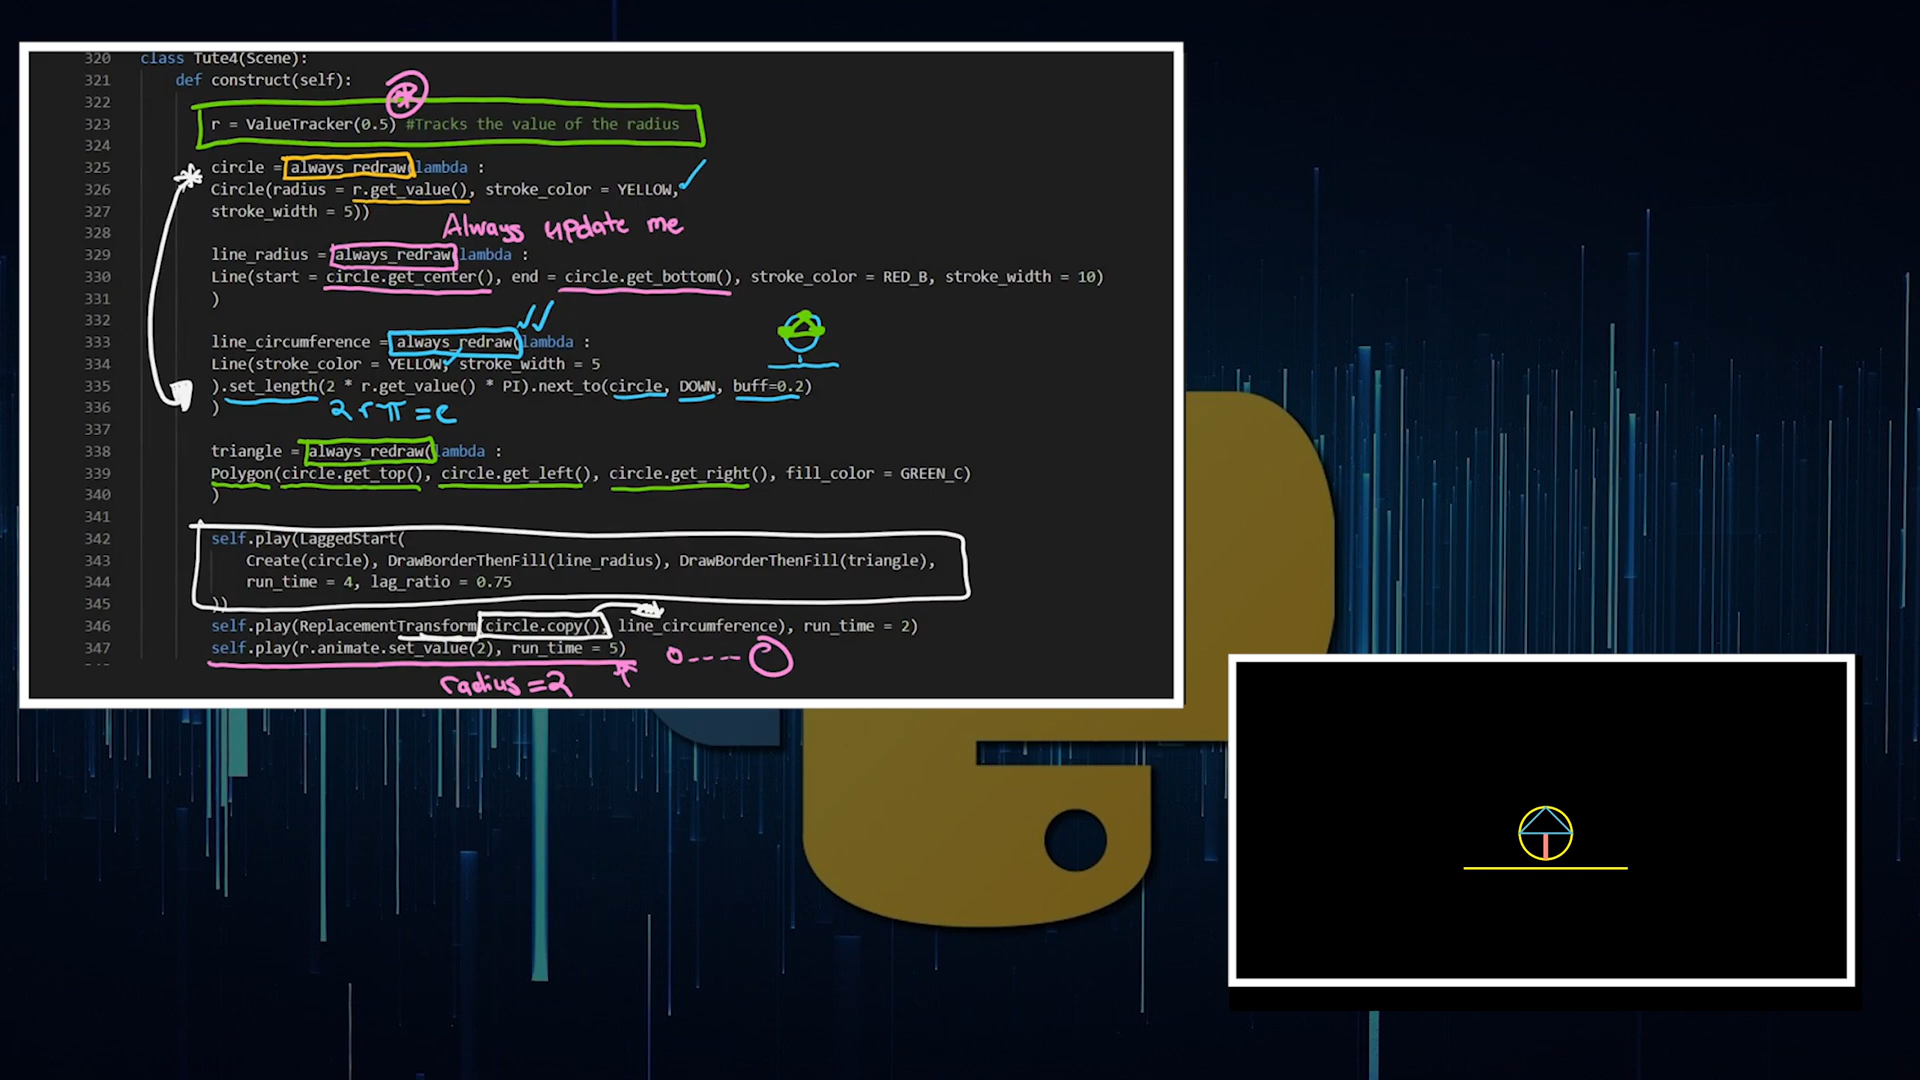 320 class Tute4(Scene):
321 def construct(self):
322
323 r = ValueTracker(0.5) #Tracks the value of the radius
324
325 circle = always_redraw(lambda :
326 Circle(radius = r.get_value(), stroke_color = YELLOW,
327 stroke_width = 5))
Always update me
328
329 line_radius = always_redraw(lambda :
330 Line(start = circle.get_center(), end = circle.get_bottom(), stroke_color = RED_B, stroke_width = 10)
331 )
332
333 line_circumference = always_redraw(lambda :
334 Line(stroke_color = YELLOW, stroke_width = 5
335 ).set_length(2 * r.get_value() * PI).next_to(circle, DOWN, buff=0.2)
336 )
2rπ = c
337
338 triangle = always_redraw(lambda :
339 Polygon(circle.get_top(), circle.get_left(), circle.get_right(), fill_color = GREEN_C)
340 )
341
342 self.play(LaggedStart(
343 Create(circle), DrawBorderThenFill(line_radius), DrawBorderThenFill(triangle),
344 run_time = 4, lag_ratio = 0.75
345 ))
346 self.play(ReplacementTransform(circle.copy(), line_circumference), run_time = 2)
347 self.play(r.animate.set_value(2), run_time = 5)
radius = 2